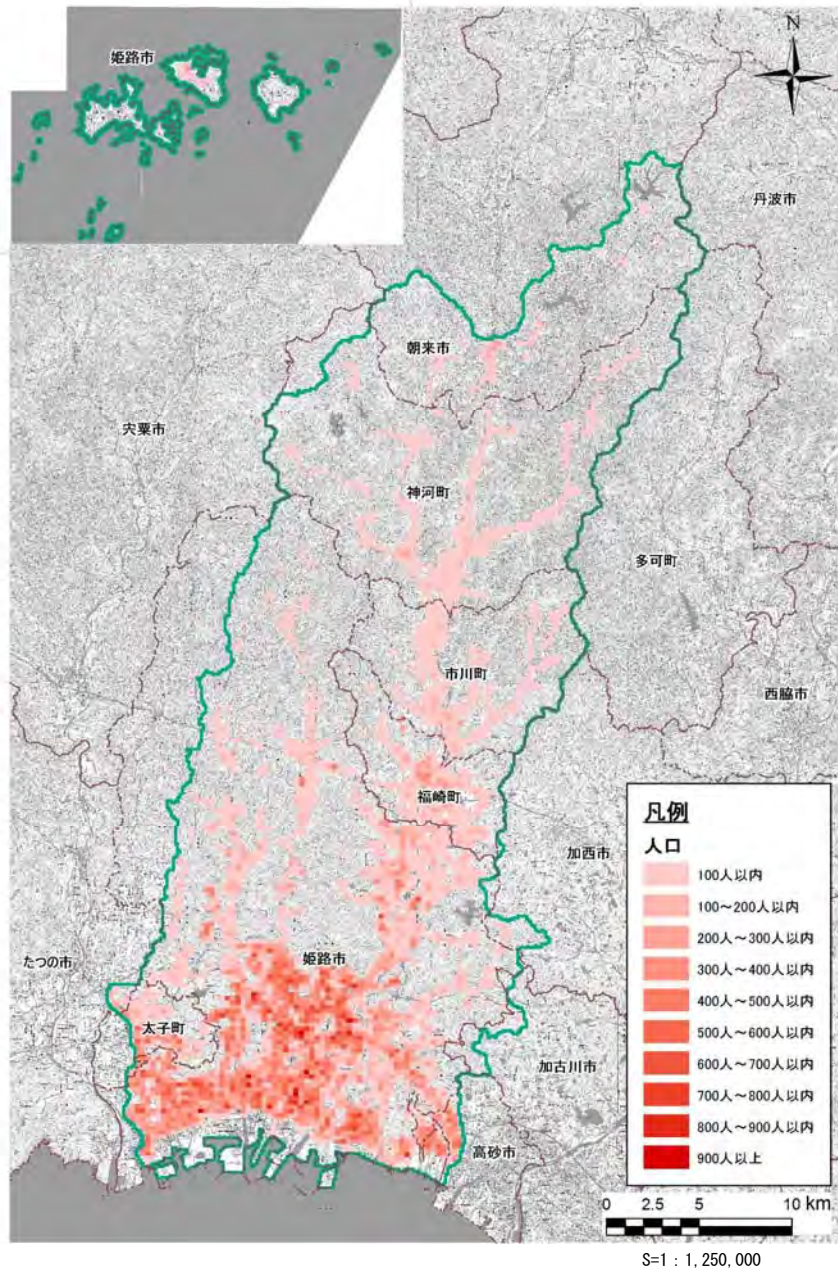 姫路市
N
丹波市
朝来市
宍粟市
神河町
多可町
市川町
西脇市
福崎町
加西市
たつの市
姫路市
太子町
加古川市
高砂市
凡例
人口
100人以内
100～200人以内
200人～300人以内
300人～400人以内
400人～500人以内
500人～600人以内
600人～700人以内
700人～800人以内
800人～900人以内
900人以上
0 2.5 5 10 km
S=1：1,250,000